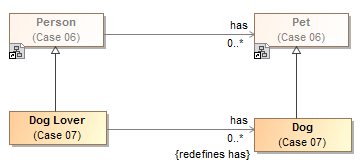 Person
(Case 06)
has
0..*
Pet
(Case 06)
Dog Lover
(Case 07)
has
0..*
{redefines has}
Dog
(Case 07)